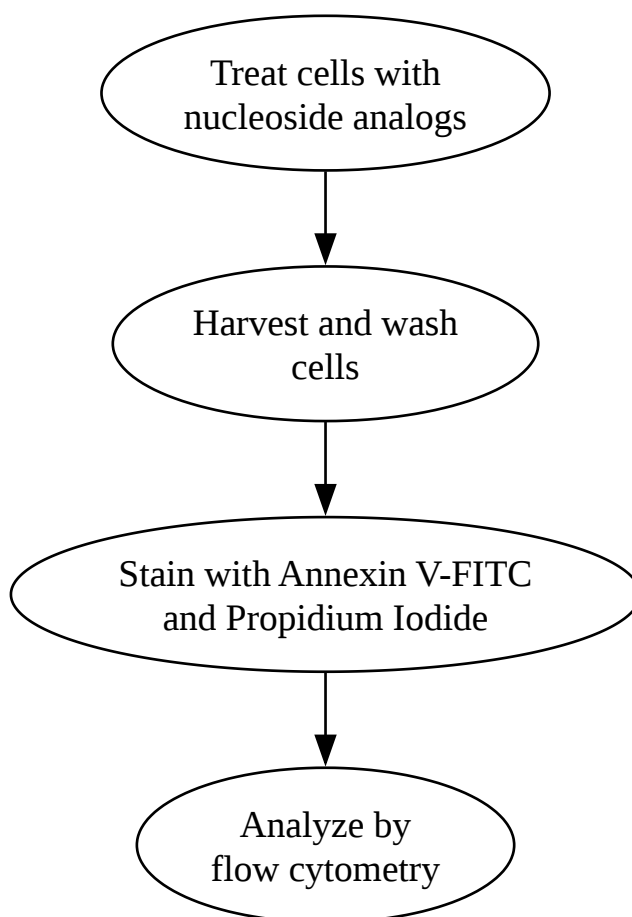 Treat cells with
nucleoside analogs
Harvest and wash
cells
Stain with Annexin V-FITC
and Propidium Iodide
Analyze by
flow cytometry